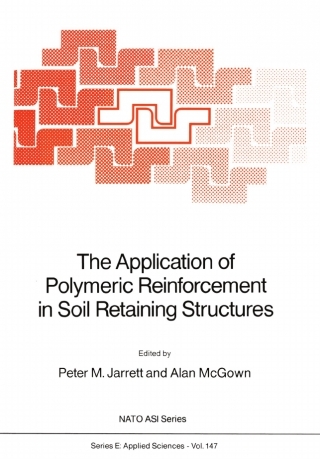 The Application of
Polymeric Reinforcement
in Soil Retaining Structures
Edited by
Peter M. Jarrett and Alan McGown
NATO ASI Series
Series E: Applied Sciences - Vol. 147